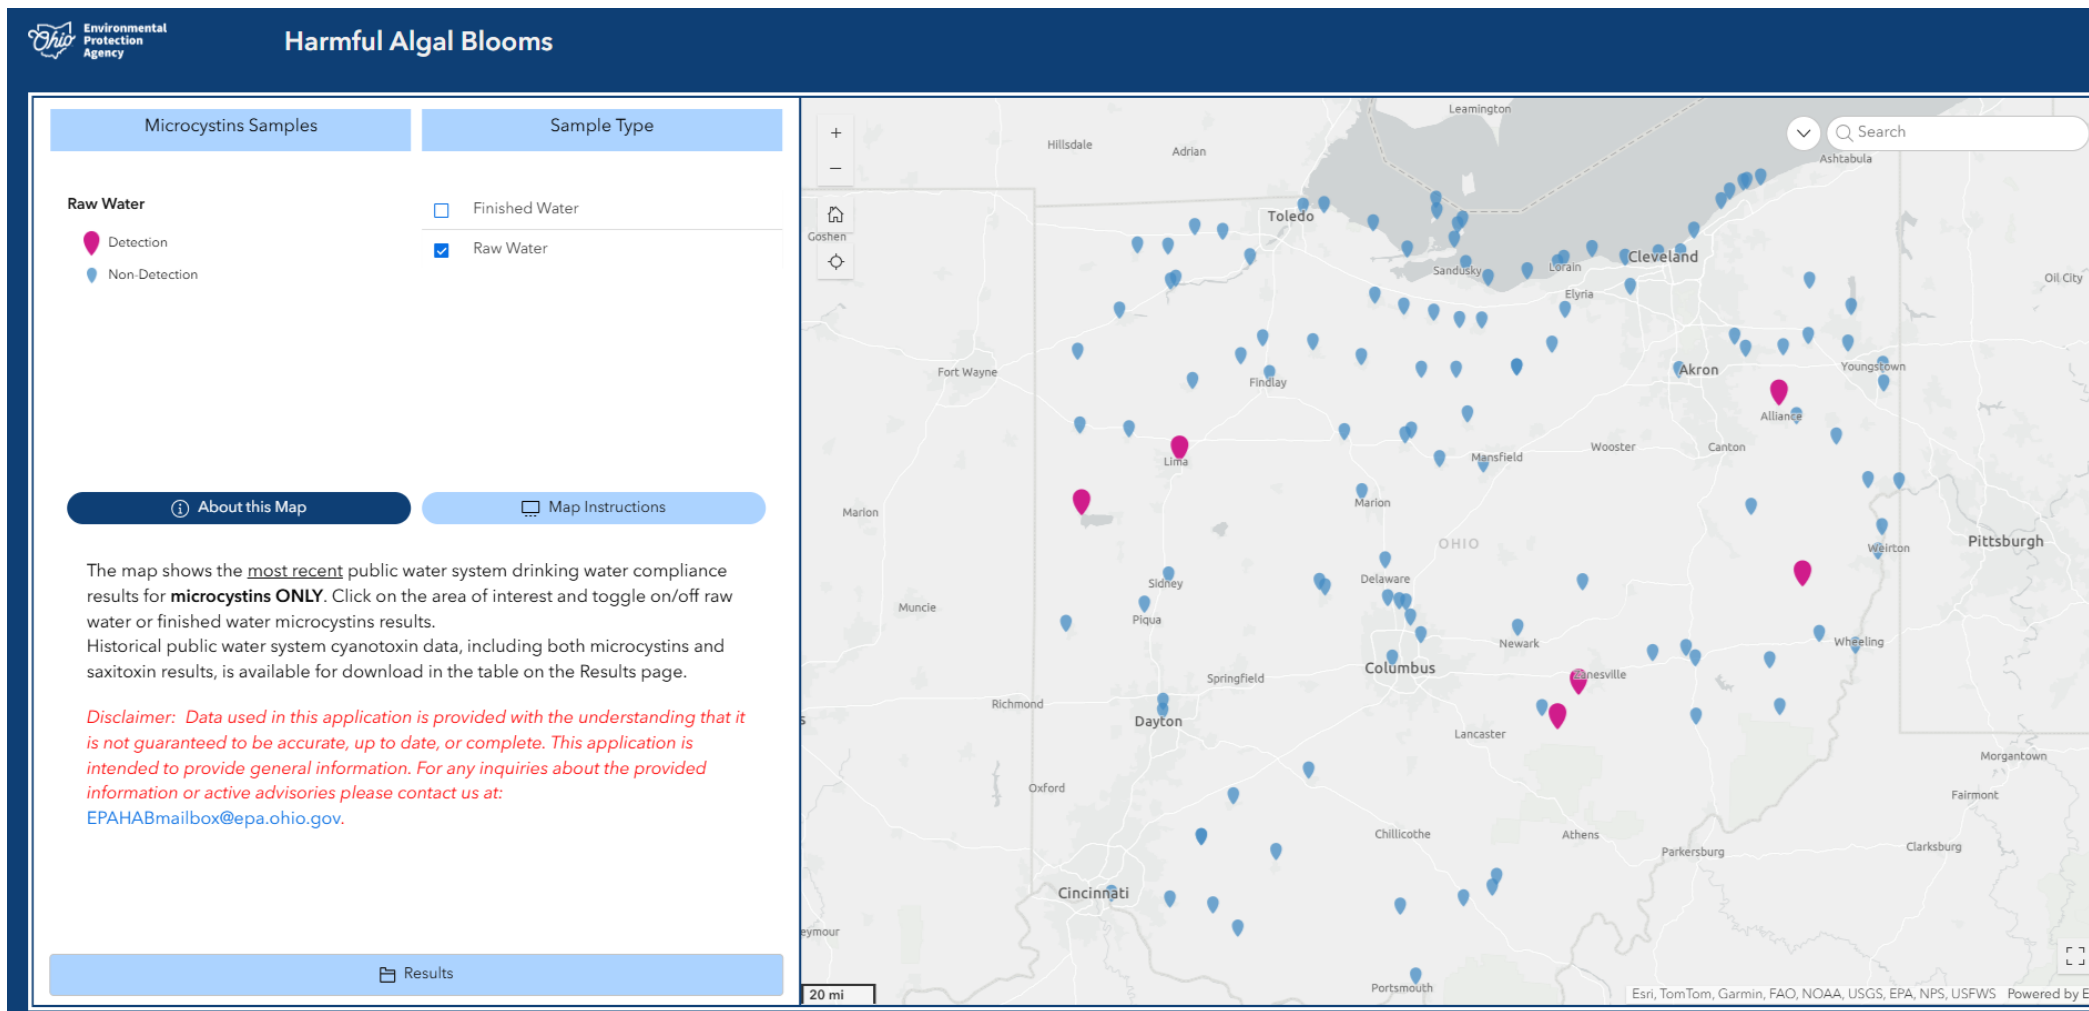 Ohio
Environmental
Protection
Agency
Harmful Algal Blooms
Microcystins Samples
Sample Type
Raw Water
Detection
Non-Detection
Finished Water
Raw Water
About this Map
Map Instructions
The map shows the most recent public water system drinking water compliance
results for microcystins ONLY. Click on the area of interest and toggle on/off raw
water or finished water microcystins results.
Historical public water system cyanotoxin data, including both microcystins and
saxitoxin results, is available for download in the table on the Results page.
Disclaimer: Data used in this application is provided with the understanding that it
is not guaranteed to be accurate, up to date, or complete. This application is
intended to provide general information. For any inquiries about the provided
information or active advisories please contact us at:
EPAHABmailbox@epa.ohio.gov.
Results
+
−
Search
Leamington
Hillsdale
Adrian
Ashtabula
Toledo
Goshen
Cleveland
Sandusky
Lorain
Oil City
Elyria
Fort Wayne
Findlay
Akron
Youngstown
Alliance
Lima
Mansfield
Wooster
Canton
Marion
Marion
OHIO
Pittsburgh
Weirton
Sidney
Delaware
Muncie
Piqua
Newark
Wheeling
Columbus
Springfield
Zanesville
Richmond
s
Dayton
Lancaster
Morgantown
Oxford
Fairmont
Chillicothe
Athens
Parkersburg
Clarksburg
Cincinnati
eymour
Portsmouth
20 mi
Esri, TomTom, Garmin, FAO, NOAA, USGS, EPA, NPS, USFWS Powered by E